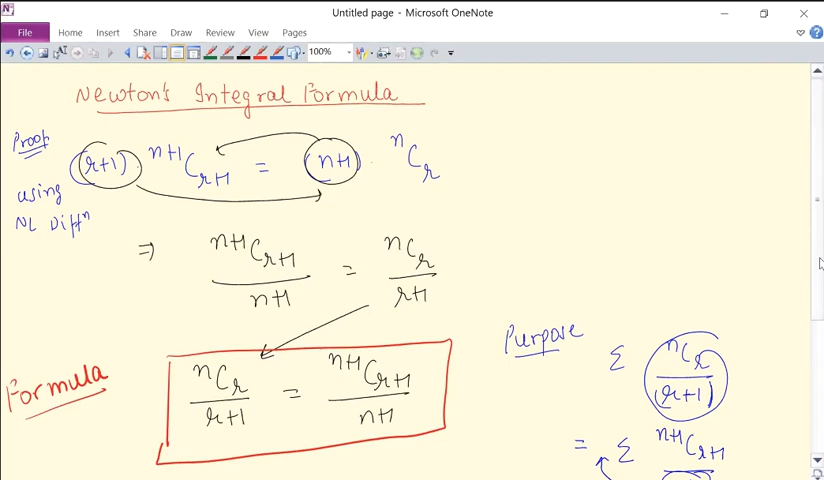 Untitled page - Microsoft OneNote
File Home Insert Share Draw Review View Pages
100%
Newton's Integral Formula
Proof
using
NL Diffⁿ
(r+1) · ⁿ⁺¹Cᵣ₊₁ = (n+1) · ⁿCᵣ
⇒ ⁿ⁺¹Cᵣ₊₁ / n+1 = ⁿCᵣ / r+1
Formula
ⁿCᵣ / r+1 = ⁿ⁺¹Cᵣ₊₁ / n+1
Purpose
Σ ⁿCᵣ / (r+1)
= Σ ⁿ⁺¹Cᵣ₊₁